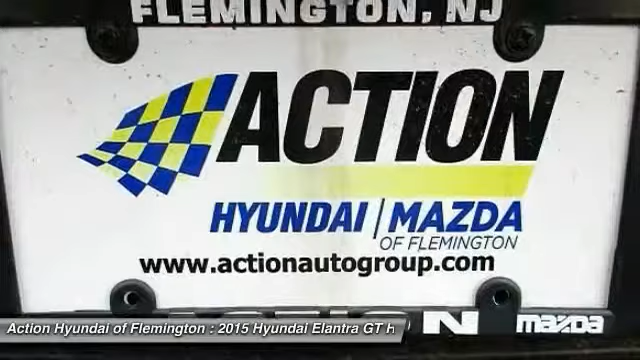 FLEMINGTON, NJ
ACTION
HYUNDAI | MAZDA
OF FLEMINGTON
www.actionautogroup.com
N mazda
Action Hyundai of Flemington : 2015 Hyundai Elantra GT H